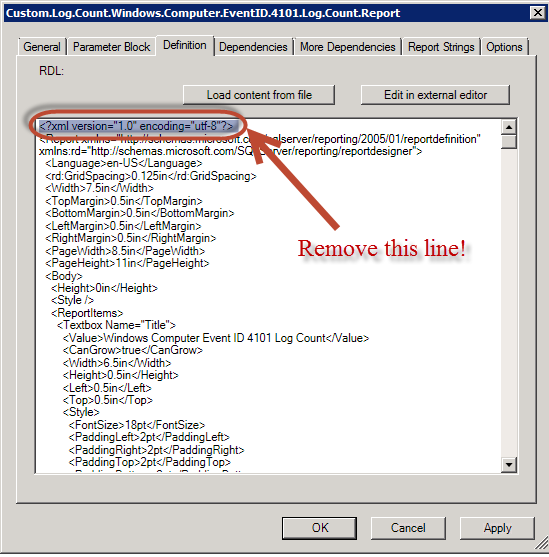 Custom.Log.Count.Windows.Computer.EventID.4101.Log.Count.Report
General Parameter Block Definition Dependencies More Dependencies Report Strings Options
RDL:
Load content from file Edit in external editor
<?xml version="1.0" encoding="utf-8"?>
<Report xmlns="http://schemas.microsoft.com/sqlserver/reporting/2005/01/reportdefinition"
xmlns:rd="http://schemas.microsoft.com/SQLServer/reporting/reportdesigner">
<Language>en-US</Language>
<rd:GridSpacing>0.125in</rd:GridSpacing>
<Width>7.5in</Width>
<TopMargin>0.5in</TopMargin>
<BottomMargin>0.5in</BottomMargin>
<LeftMargin>0.5in</LeftMargin>
<RightMargin>0.5in</RightMargin>
<PageWidth>8.5in</PageWidth>
<PageHeight>11in</PageHeight>
<Body>
<Height>0in</Height>
<Style />
<ReportItems>
<Textbox Name="Title">
<Value>Windows Computer Event ID 4101 Log Count</Value>
<CanGrow>true</CanGrow>
<Width>6.5in</Width>
<Height>0.5in</Height>
<Left>0.5in</Left>
<Top>0.5in</Top>
<Style>
<FontSize>18pt</FontSize>
<PaddingLeft>2pt</PaddingLeft>
<PaddingRight>2pt</PaddingRight>
<PaddingTop>2pt</PaddingTop>
Remove this line!
OK Cancel Apply